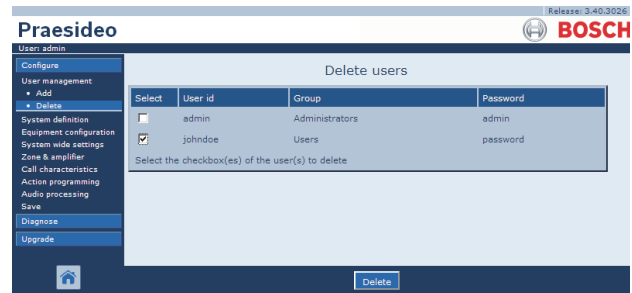 Release: 3.40.3026
Praesideo
BOSCH
User: admin
Configure
User management
• Add
• Delete
System definition
Equipment configuration
System wide settings
Zone & amplifier
Call characteristics
Action programming
Audio processing
Save
Diagnose
Upgrade
Delete users
Select User id Group Password
admin Administrators admin
johndoe Users password
Select the checkbox(es) of the user(s) to delete
Delete